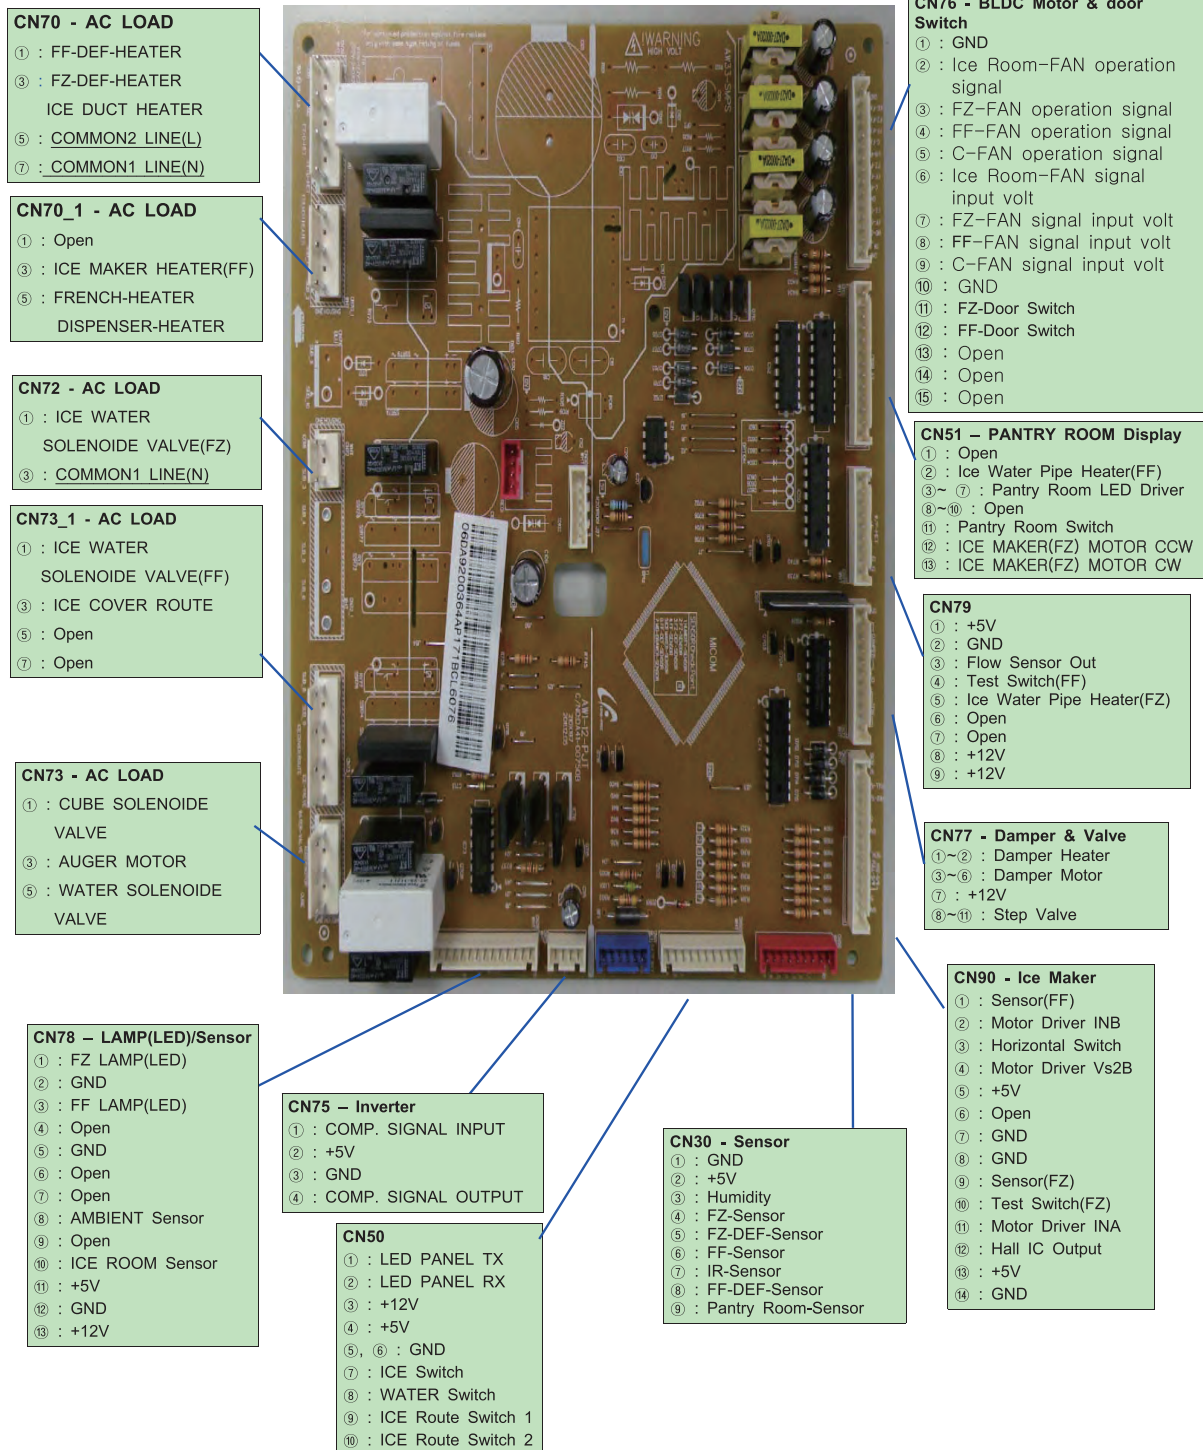 CN70 - AC LOAD
① : FF-DEF-HEATER
③ : FZ-DEF-HEATER
ICE DUCT HEATER
⑤ : COMMON2 LINE(L)
⑦ : COMMON1 LINE(N)
CN70_1 - AC LOAD
① : Open
③ : ICE MAKER HEATER(FF)
⑤ : FRENCH-HEATER
DISPENSER-HEATER
CN72 - AC LOAD
① : ICE WATER
SOLENOIDE VALVE(FZ)
③ : COMMON1 LINE(N)
CN73_1 - AC LOAD
① : ICE WATER
SOLENOIDE VALVE(FF)
③ : ICE COVER ROUTE
⑤ : Open
⑦ : Open
CN73 - AC LOAD
① : CUBE SOLENOIDE
VALVE
③ : AUGER MOTOR
⑤ : WATER SOLENOIDE
VALVE
WARNING
HIGH VOLT
06DA9200364AP171BCL6076
MICOM
CN76 - BLDC Motor & door
Switch
① : GND
② : Ice Room-FAN operation
signal
③ : FZ-FAN operation signal
④ : FF-FAN operation signal
⑤ : C-FAN operation signal
⑥ : Ice Room-FAN signal
input volt
⑦ : FZ-FAN signal input volt
⑧ : FF-FAN signal input volt
⑨ : C-FAN signal input volt
⑩ : GND
⑪ : FZ-Door Switch
⑫ : FF-Door Switch
⑬ : Open
⑭ : Open
⑮ : Open
CN51 – PANTRY ROOM Display
① : Open
② : Ice Water Pipe Heater(FF)
③~ ⑦ : Pantry Room LED Driver
⑧~⑩ : Open
⑪ : Pantry Room Switch
⑫ : ICE MAKER(FZ) MOTOR CCW
⑬ : ICE MAKER(FZ) MOTOR CW
CN79
① : +5V
② : GND
③ : Flow Sensor Out
④ : Test Switch(FF)
⑤ : Ice Water Pipe Heater(FZ)
⑥ : Open
⑦ : Open
⑧ : +12V
⑨ : +12V
CN77 - Damper & Valve
①~② : Damper Heater
③~⑥ : Damper Motor
⑦ : +12V
⑧~⑪ : Step Valve
CN90 - Ice Maker
① : Sensor(FF)
② : Motor Driver INB
③ : Horizontal Switch
④ : Motor Driver Vs2B
⑤ : +5V
⑥ : Open
⑦ : GND
⑧ : GND
⑨ : Sensor(FZ)
⑩ : Test Switch(FZ)
⑪ : Motor Driver INA
⑫ : Hall IC Output
⑬ : +5V
⑭ : GND
CN78 – LAMP(LED)/Sensor
① : FZ LAMP(LED)
② : GND
③ : FF LAMP(LED)
④ : Open
⑤ : GND
⑥ : Open
⑦ : Open
⑧ : AMBIENT Sensor
⑨ : Open
⑩ : ICE ROOM Sensor
⑪ : +5V
⑫ : GND
⑬ : +12V
CN75 – Inverter
① : COMP. SIGNAL INPUT
② : +5V
③ : GND
④ : COMP. SIGNAL OUTPUT
CN50
① : LED PANEL TX
② : LED PANEL RX
③ : +12V
④ : +5V
⑤, ⑥ : GND
⑦ : ICE Switch
⑧ : WATER Switch
⑨ : ICE Route Switch 1
⑩ : ICE Route Switch 2
CN30 - Sensor
① : GND
② : +5V
③ : Humidity
④ : FZ-Sensor
⑤ : FZ-DEF-Sensor
⑥ : FF-Sensor
⑦ : IR-Sensor
⑧ : FF-DEF-Sensor
⑨ : Pantry Room-Sensor